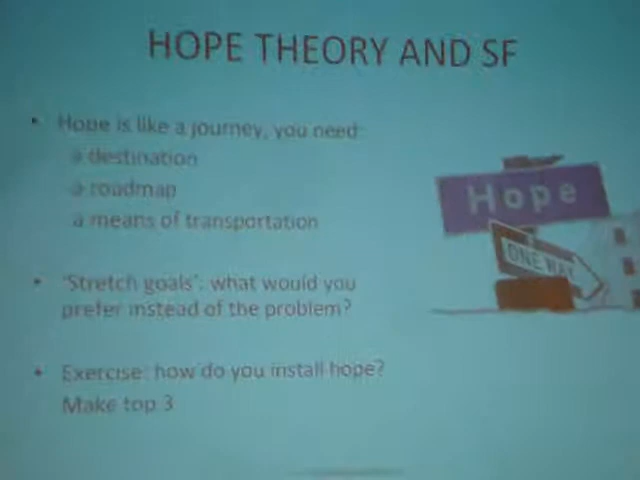 HOPE THEORY AND SF
• Hope is like a journey, you need:
a destination
a roadmap
a means of transportation
Hope
ONE WAY
• 'Stretch goals': what would you
prefer instead of the problem?
• Exercise: how do you install hope?
Make top 3